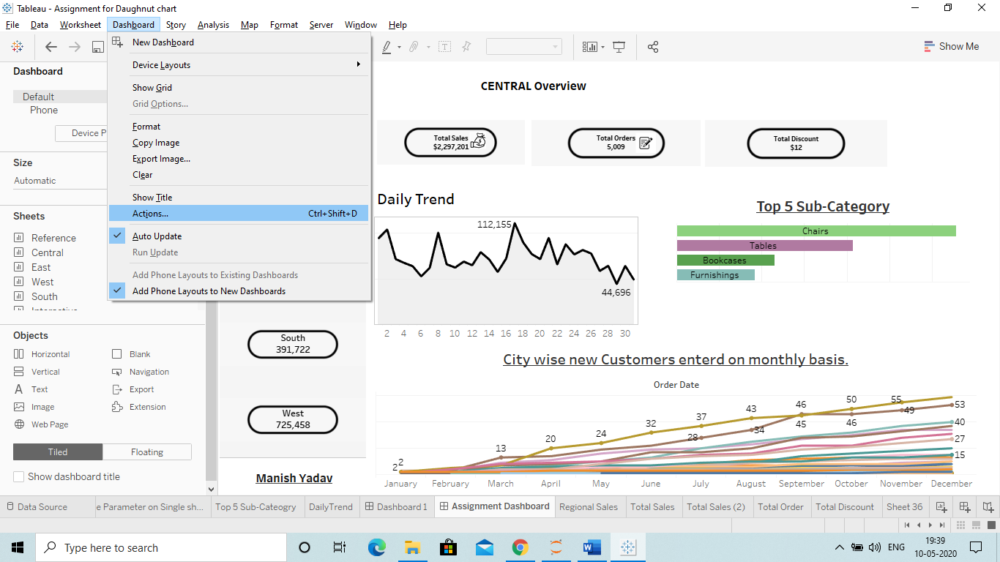 Tableau - Assignment for Daughnut chart
File Data Worksheet Dashboard Story Analysis Map Format Server Window Help
New Dashboard
Device Layouts
Show Grid
Grid Options...
Format
Copy Image
Export Image...
Clear
Show Title
Actions... Ctrl+Shift+D
Auto Update
Run Update
Add Phone Layouts to Existing Dashboards
Add Phone Layouts to New Dashboards
Show Me
Dashboard
Default
Phone
Device P
Size
Automatic
Sheets
Reference
Central
East
West
South
Objects
Horizontal Blank
Vertical Navigation
Text Export
Image Extension
Web Page
Tiled Floating
Show dashboard title
CENTRAL Overview
Total Sales
$2,297,201
Total Orders
5,009
Total Discount
$12
Daily Trend
112,155
44,696
2 4 6 8 10 12 14 16 18 20 22 24 26 28 30
Top 5 Sub-Category
Chairs
Tables
Bookcases
Furnishings
South
391,722
West
725,458
Manish Yadav
City wise new Customers enterd on monthly basis.
Order Date
2 2 13 20 24 32 37 43 46 50 55 53
28 34 45 46 49 40
27
15
January February March April May June July August September October November December
Data Source e Parameter on Single sh... Top 5 Sub-Cateogry DailyTrend Dashboard 1 Assignment Dashboard Regional Sales Total Sales Total Sales (2) Total Order Total Discount Sheet 36
Type here to search
ENG
19:39
10-05-2020